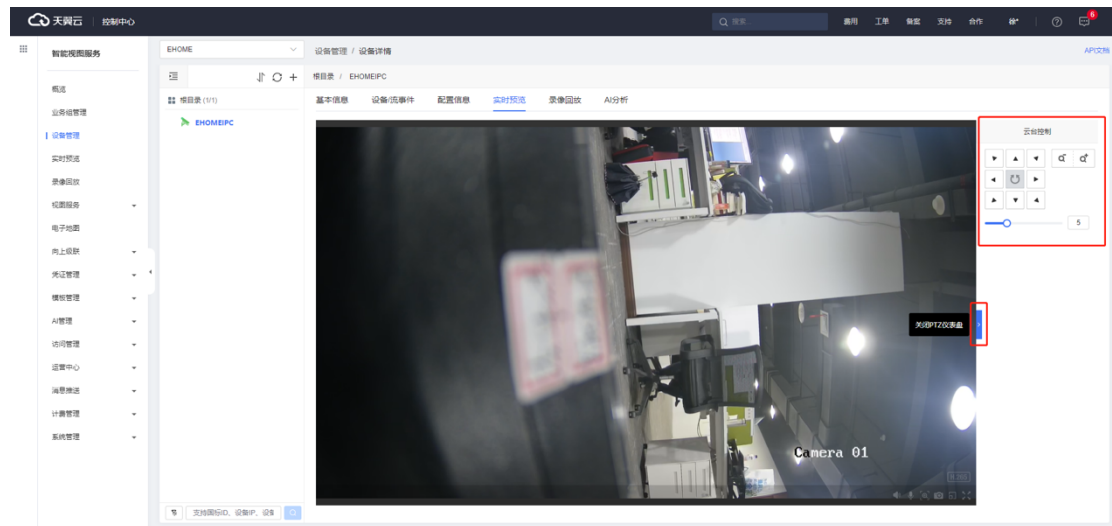 天翼云 控制中心 搜索... 费用 工单 备案 支持 合作 6
智能视图服务 EHOME 设备管理 / 设备详情 API文档
根目录 / EHOMEIPC
概览 根目录 (1/1) 基本信息 设备/流事件 配置信息 实时预览 录像回放 AI分析
业务组管理 EHOMEIPC
设备管理
实时预览
录像回放
视图服务
电子地图
向上级联
凭证管理
模板管理
AI管理
访问管理
运营中心
消息推送
计费管理
系统管理
云台控制
5
关闭PTZ仪表盘
Camera 01
H.265
支持国标ID、设备IP、设备